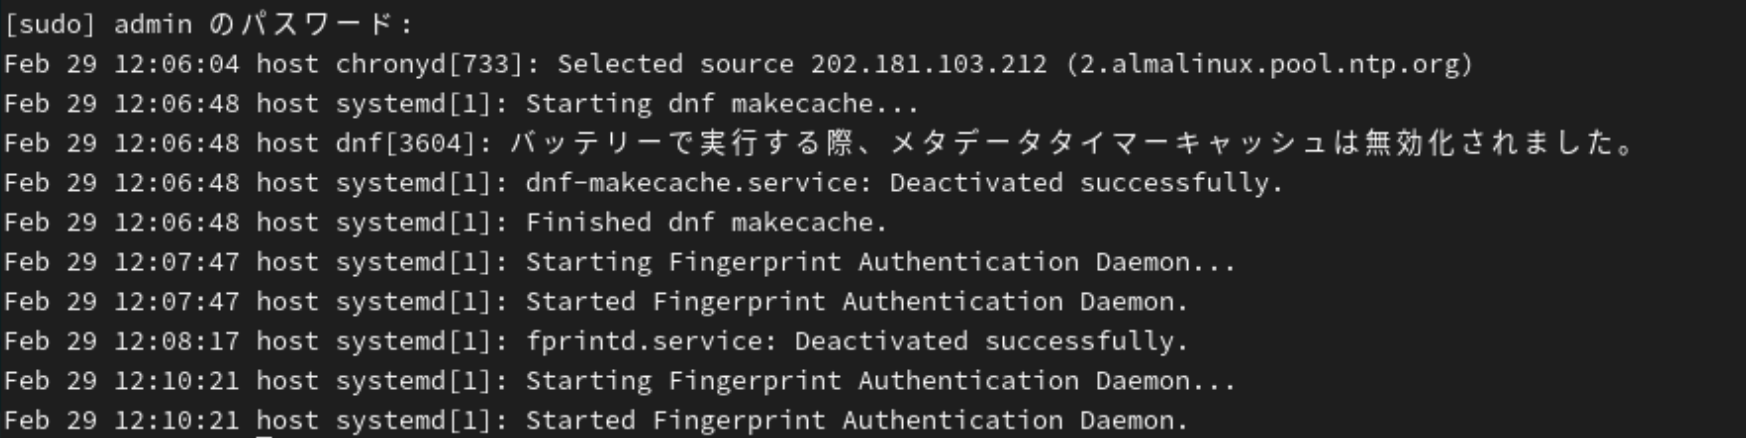 [sudo] admin のパスワード:
Feb 29 12:06:04 host chronyd[733]: Selected source 202.181.103.212 (2.almalinux.pool.ntp.org)
Feb 29 12:06:48 host systemd[1]: Starting dnf makecache...
Feb 29 12:06:48 host dnf[3604]: バッテリーで実行する際、メタデータタイマーキャッシュは無効化されました。
Feb 29 12:06:48 host systemd[1]: dnf-makecache.service: Deactivated successfully.
Feb 29 12:06:48 host systemd[1]: Finished dnf makecache.
Feb 29 12:07:47 host systemd[1]: Starting Fingerprint Authentication Daemon...
Feb 29 12:07:47 host systemd[1]: Started Fingerprint Authentication Daemon.
Feb 29 12:08:17 host systemd[1]: fprintd.service: Deactivated successfully.
Feb 29 12:10:21 host systemd[1]: Starting Fingerprint Authentication Daemon...
Feb 29 12:10:21 host systemd[1]: Started Fingerprint Authentication Daemon.